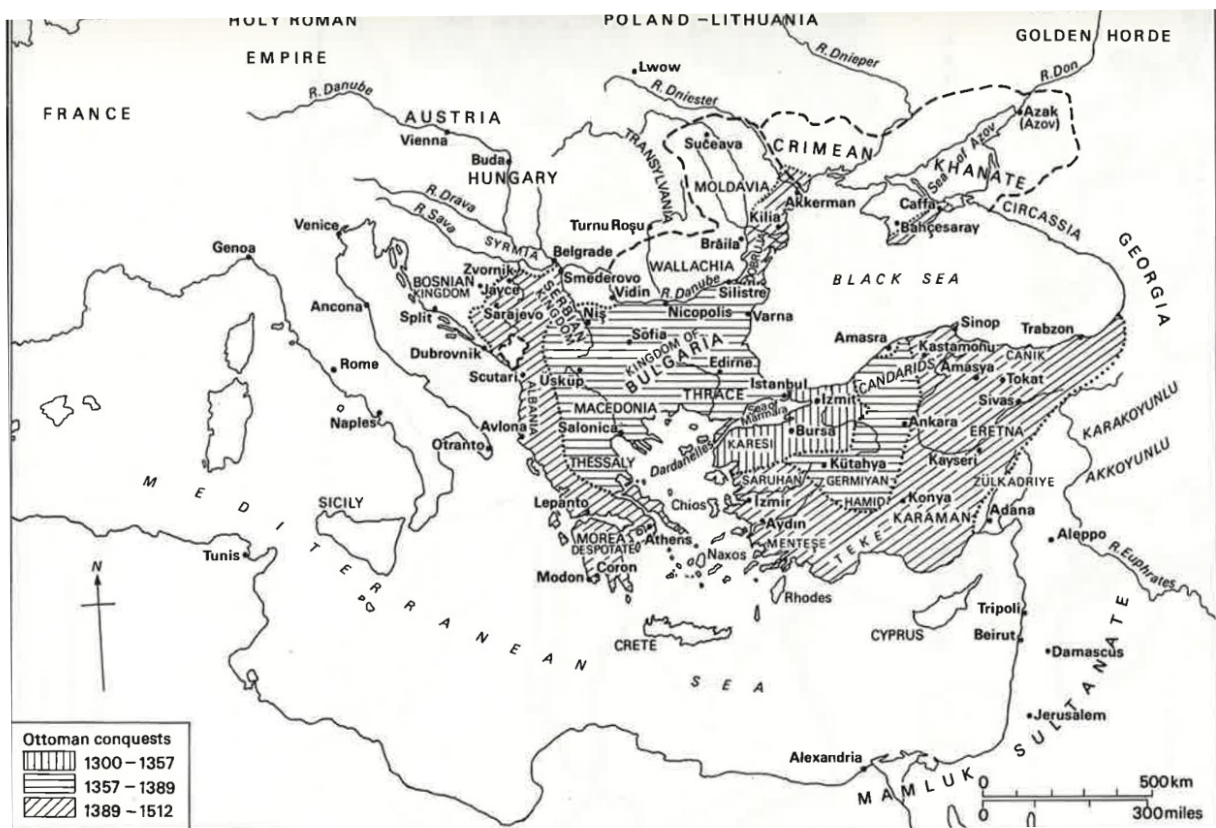 HOLY ROMAN
EMPIRE
POLAND –LITHUANIA
GOLDEN HORDE
R. Dnieper
R. Don
Lwow
R. Danube
R. Dniester
FRANCE
AUSTRIA
Vienna
Azak
(Azov)
Sučeava
CRIMEAN
Sea of Azov
KHANATE
TRANSYLVANIA
Buda
HUNGARY
MOLDAVIA
R. Drava
R. Sava
Akkerman
Caffa
CIRCASSIA
Kilia
Bahçesaray
Turnu Roşu
Venice
Genoa
SYRMIA
Belgrade
Brăila
GEORGIA
WALLACHIA
DOBRUJA
BLACK SEA
Zvornik
Smederovo
BOSNIAN
KINGDOM
Jayce
SERBIAN
KINGDOM
Vidin
R. Danube
Silistre
Ancona
Split
Sarajevo
Niş
Nicopolis
Varna
Sinop
Trabzon
Amasra
Kastamonu
CANIK
Sofia
KINGDOM OF
BULGARIA
Dubrovnik
Rome
Edirne
CANDARIDS
Amasya
Tokat
Scutari
Usküp
Istanbul
Izmit
Sivas
THRACE
Sea of
Marmara
ALBANIA
MACEDONIA
Naples
Avlona
Salonica
Bursa
Ankara
ERETNA
KARAKOYUNLU
Otranto
KARESI
Dardanelles
Kütahya
Kayseri
AKKOYUNLU
THESSALY
SARUHAN
GERMIYAN
ZÜLKADRIYE
MEDITERRANEAN SEA
SICILY
Lepanto
Chios
Izmir
HAMID
Konya
KARAMAN
Adana
MOREA
DESPOTATE
Athens
Aydın
Aleppo
Tunis
Naxos
MENTEŞE
TEKE
Coron
Modon
R. Euphrates
Rhodes
N
Tripoli
CRETE
CYPRUS
Beirut
Damascus
Jerusalem
Alexandria
MAMLUK SULTANATE
Ottoman conquests
1300–1357
1357–1389
1389–1512
0 500km
0 300miles